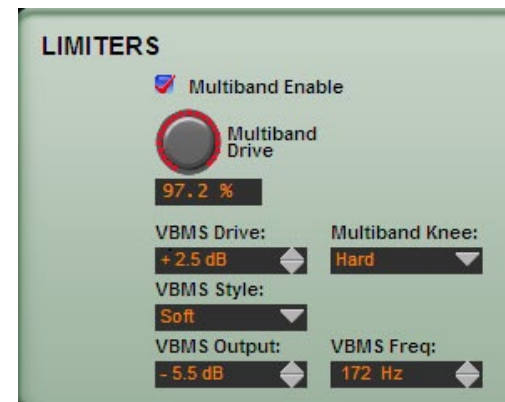 LIMITERS
Multiband Enable
Multiband
Drive
97.2 %
VBMS Drive: Multiband Knee:
+ 2.5 dB Hard
VBMS Style:
Soft
VBMS Output: VBMS Freq:
- 5.5 dB 172 Hz